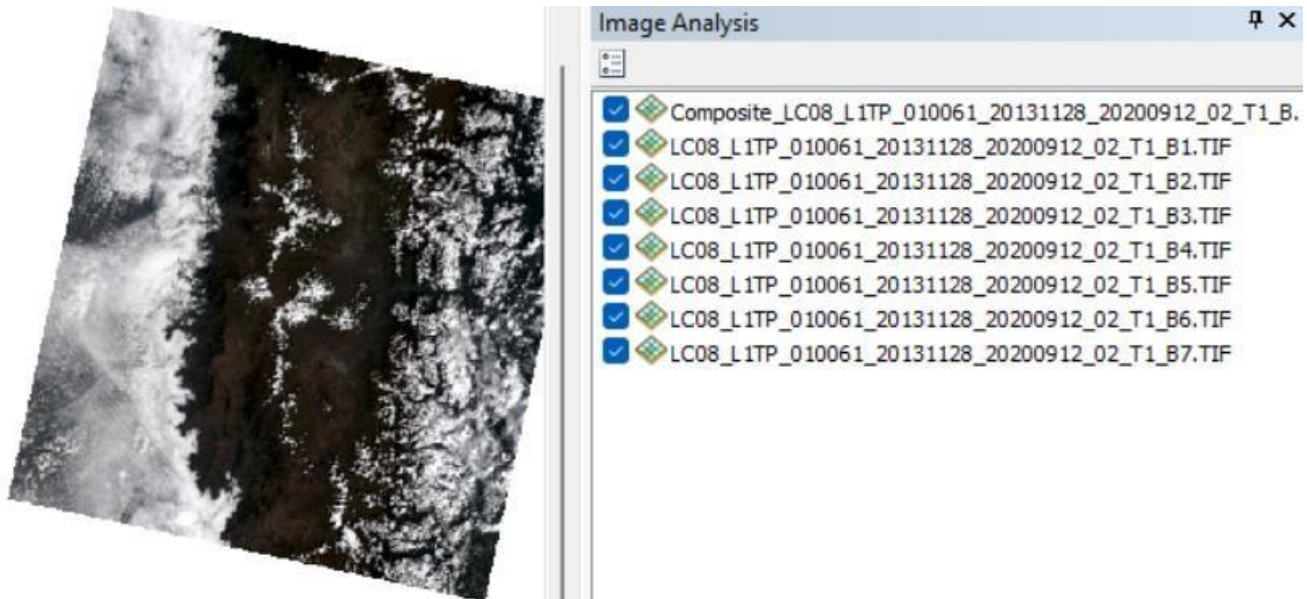 Image Analysis
Composite_LC08_L1TP_010061_20131128_20200912_02_T1_B.
LC08_L1TP_010061_20131128_20200912_02_T1_B1.TIF
LC08_L1TP_010061_20131128_20200912_02_T1_B2.TIF
LC08_L1TP_010061_20131128_20200912_02_T1_B3.TIF
LC08_L1TP_010061_20131128_20200912_02_T1_B4.TIF
LC08_L1TP_010061_20131128_20200912_02_T1_B5.TIF
LC08_L1TP_010061_20131128_20200912_02_T1_B6.TIF
LC08_L1TP_010061_20131128_20200912_02_T1_B7.TIF